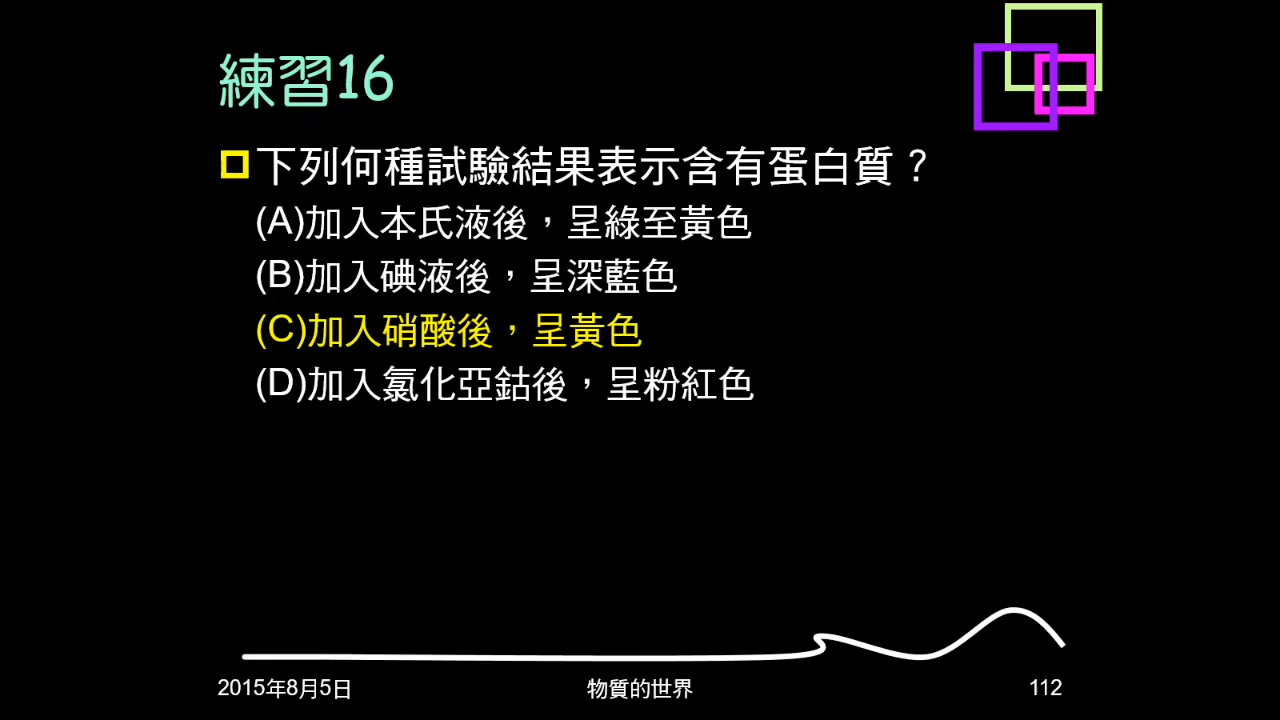 練習16
下列何種試驗結果表示含有蛋白質？
(A)加入本氏液後，呈綠至黃色
(B)加入碘液後，呈深藍色
(C)加入硝酸後，呈黃色
(D)加入氯化亞鈷後，呈粉紅色
2015年8月5日
物質的世界
112